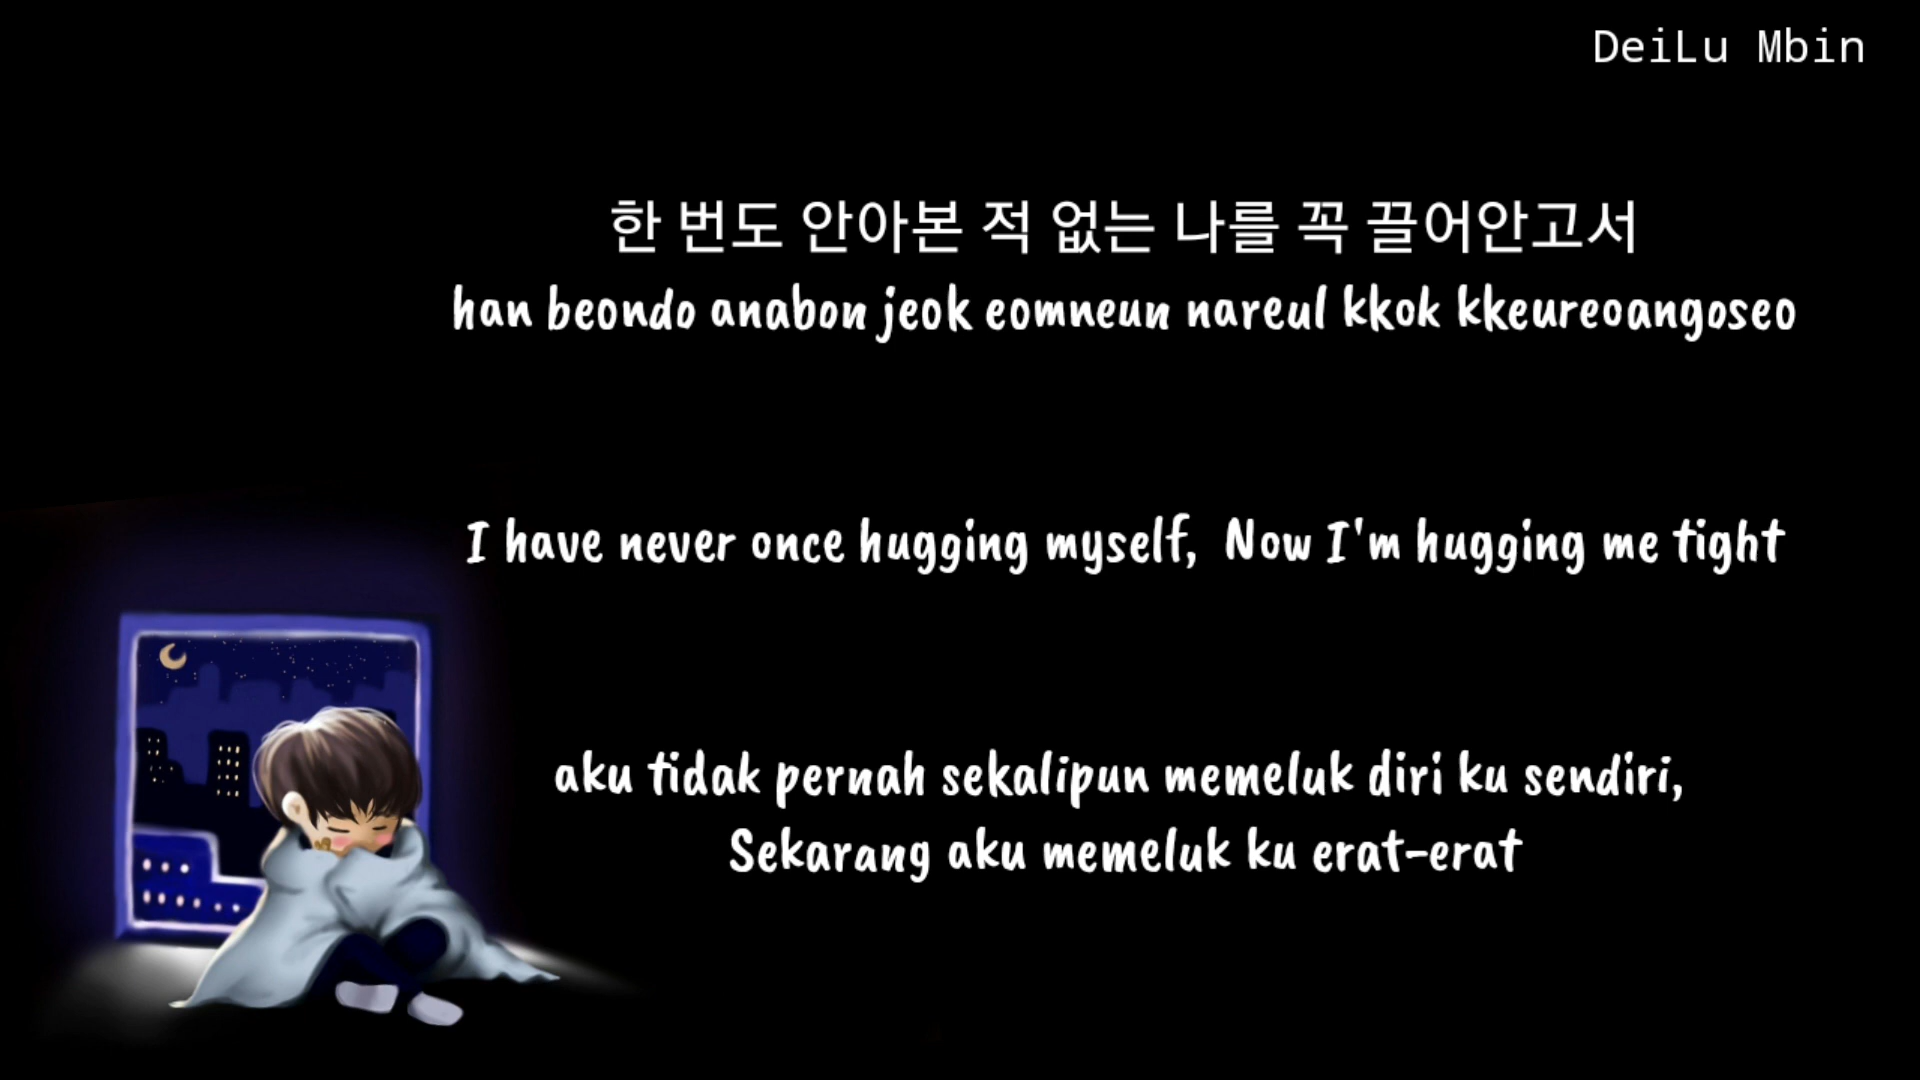 DeiLu Mbin
한 번도 안아본 적 없는 나를 꼭 끌어안고서
han beondo anabon jeok eomneun nareul kkok kkeureoangoseo
I have never once hugging myself, Now I'm hugging me tight
aku tidak pernah sekalipun memeluk diri ku sendiri,
Sekarang aku memeluk ku erat-erat